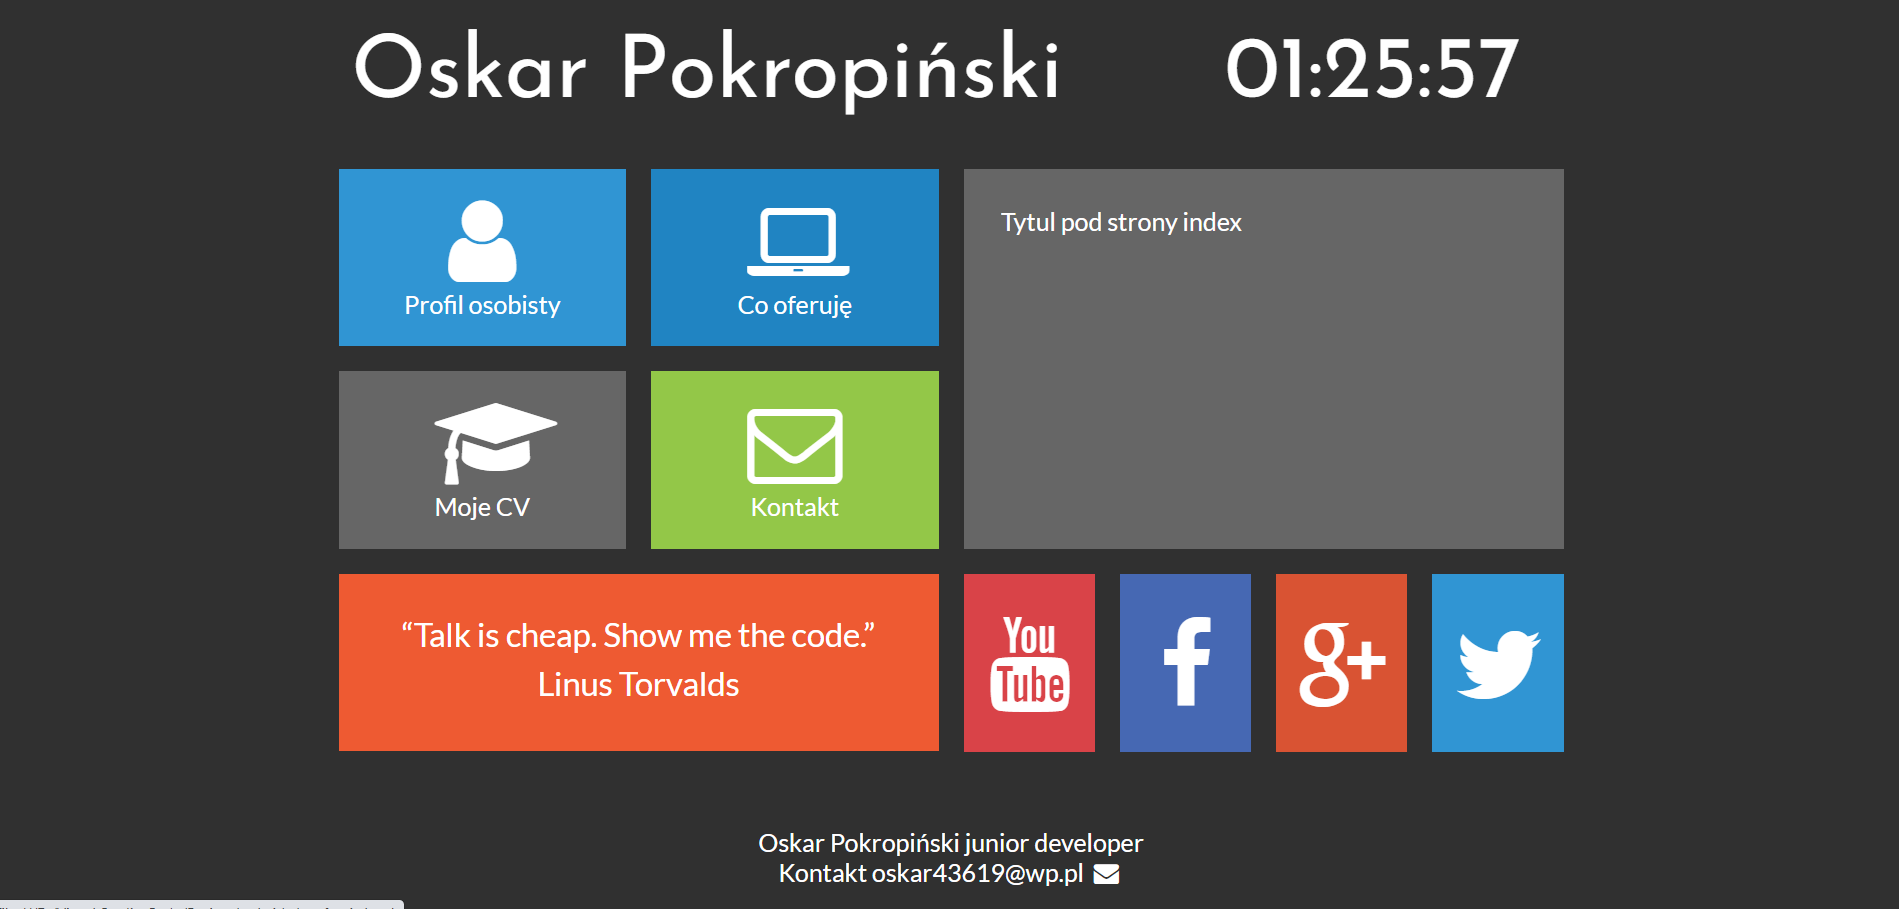 Oskar Pokropiński
01:25:57
Profil osobisty
Co oferuję
Tytul pod strony index
Moje CV
Kontakt
“Talk is cheap. Show me the code.”
Linus Torvalds
You
Tube
f
g+
Oskar Pokropiński junior developer
Kontakt oskar43619@wp.pl